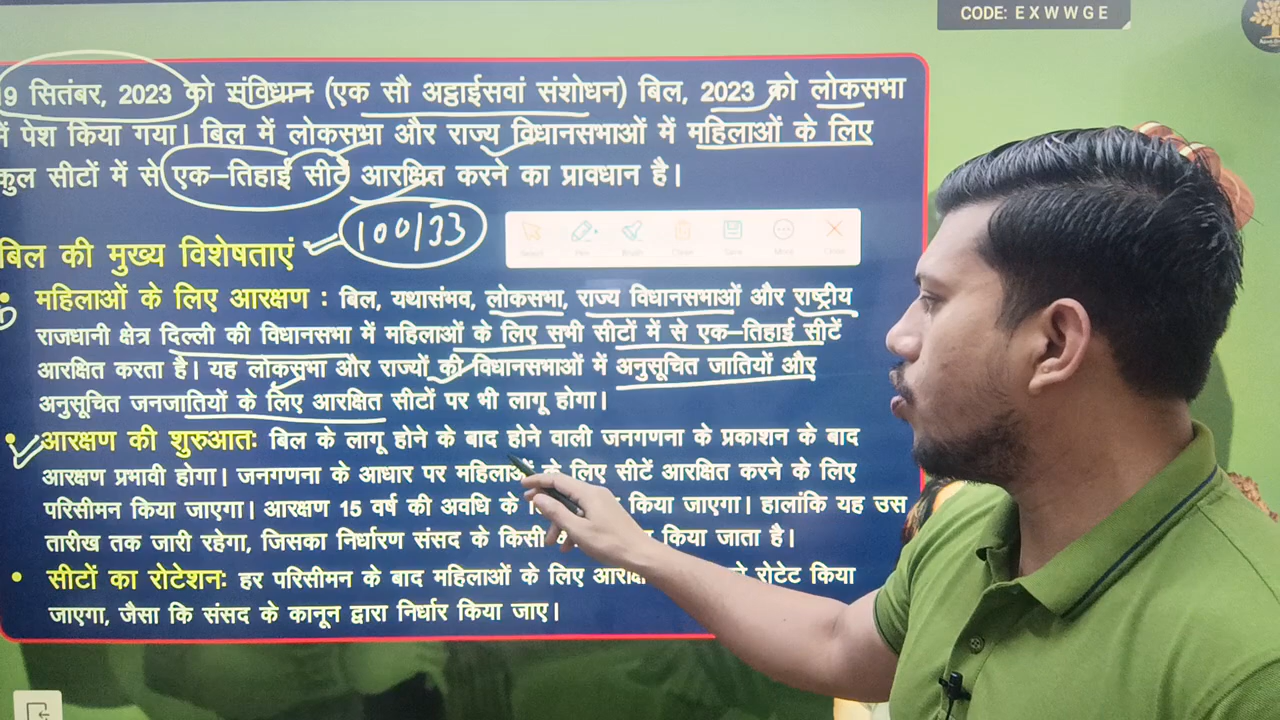 CODE: E X W W G E
19 सितंबर, 2023 को संविधान (एक सौ अट्ठाईसवां संशोधन) बिल, 2023 को लोकसभा
में पेश किया गया। बिल में लोकसभा और राज्य विधानसभाओं में महिलाओं के लिए
कुल सीटों में से एक–तिहाई सीटें आरक्षित करने का प्रावधान है।
100/33
बिल की मुख्य विशेषताएं
• महिलाओं के लिए आरक्षण : बिल, यथासंभव, लोकसभा, राज्य विधानसभाओं और राष्ट्रीय
राजधानी क्षेत्र दिल्ली की विधानसभा में महिलाओं के लिए सभी सीटों में से एक–तिहाई सीटें
आरक्षित करता है। यह लोकसभा और राज्यों की विधानसभाओं में अनुसूचित जातियों और
अनुसूचित जनजातियों के लिए आरक्षित सीटों पर भी लागू होगा।
• आरक्षण की शुरुआतः बिल के लागू होने के बाद होने वाली जनगणना के प्रकाशन के बाद
आरक्षण प्रभावी होगा। जनगणना के आधार पर महिलाओं के लिए सीटें आरक्षित करने के लिए
परिसीमन किया जाएगा। आरक्षण 15 वर्ष की अवधि के किया जाएगा। हालांकि यह उस
तारीख तक जारी रहेगा, जिसका निर्धारण संसद के किसी किया जाता है।
• सीटों का रोटेशनः हर परिसीमन के बाद महिलाओं के लिए रोटेट किया
जाएगा, जैसा कि संसद के कानून द्वारा निर्धार किया जाए।